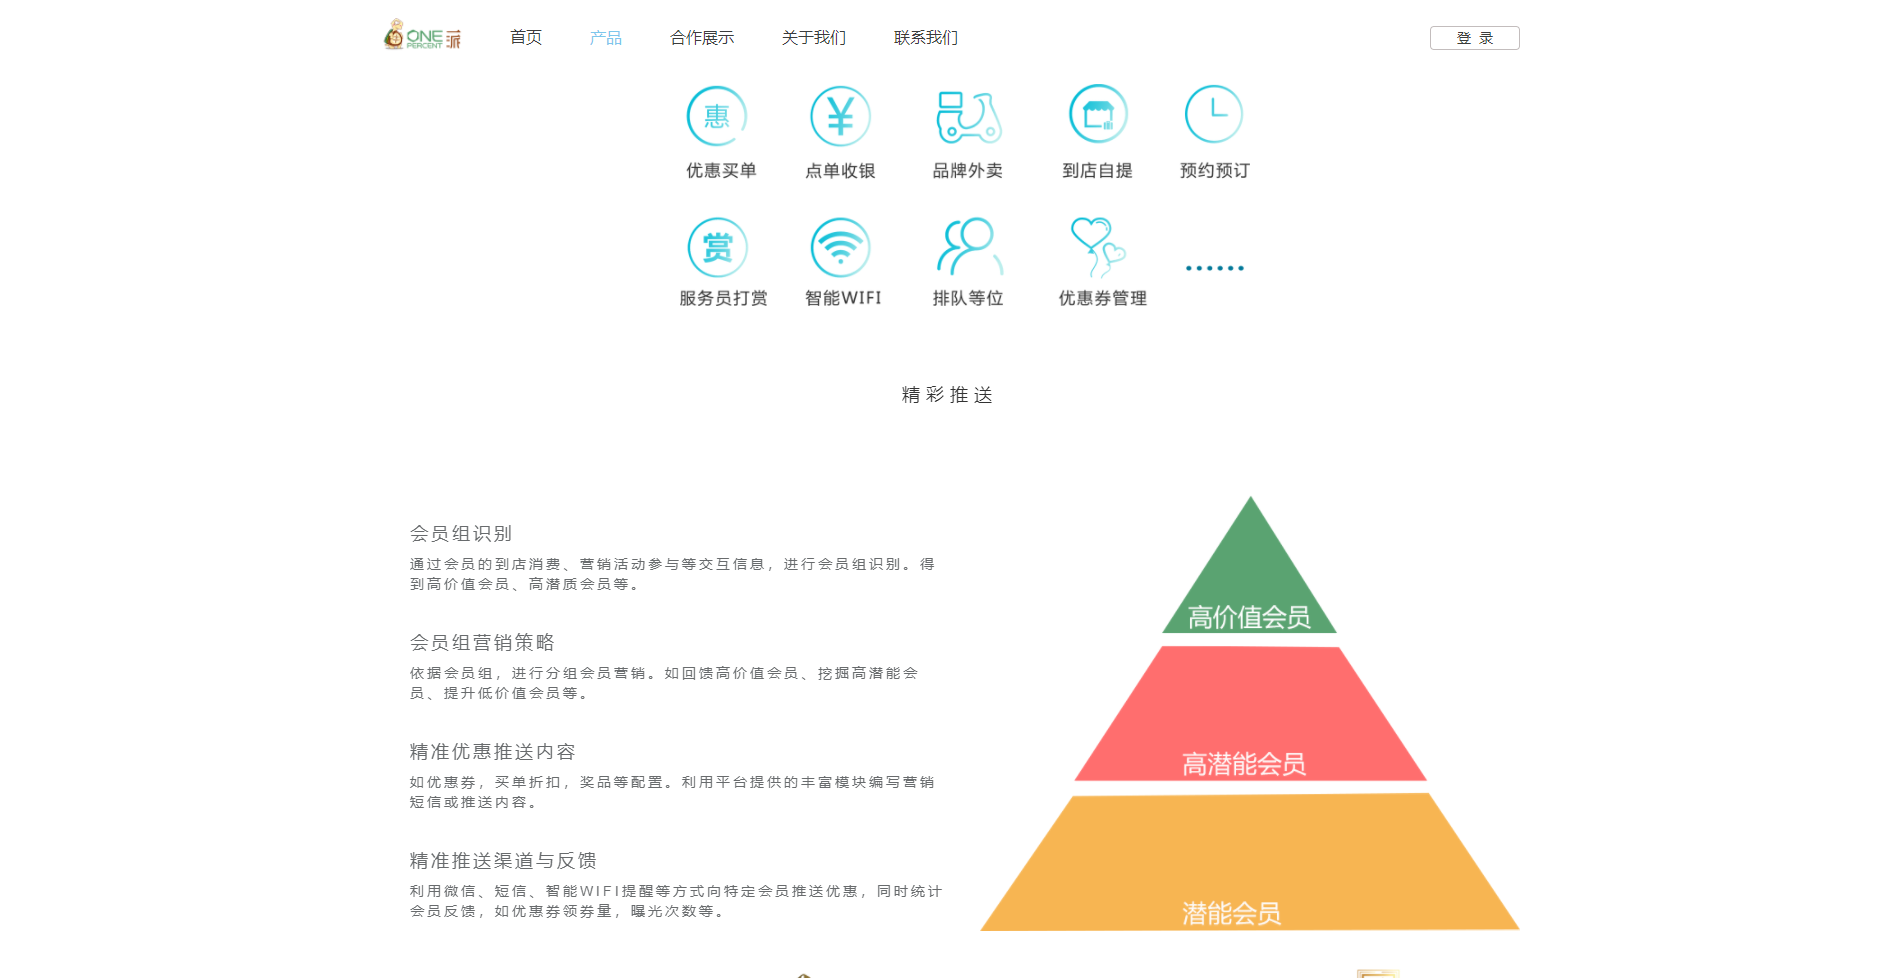 ONE PERCENT 一派
首页 产品 合作展示 关于我们 联系我们 登 录
惠
优惠买单 点单收银 品牌外卖 到店自提 预约预订
赏
服务员打赏 智能WIFI 排队等位 优惠券管理 ......
精彩推送
会员组识别
通过会员的到店消费、营销活动参与等交互信息，进行会员组识别。得
到高价值会员、高潜质会员等。
会员组营销策略
依据会员组，进行分组会员营销。如回馈高价值会员、挖掘高潜能会
员、提升低价值会员等。
精准优惠推送内容
如优惠券，买单折扣，奖品等配置。利用平台提供的丰富模块编写营销
短信或推送内容。
精准推送渠道与反馈
利用微信、短信、智能WIFI提醒等方式向特定会员推送优惠，同时统计
会员反馈，如优惠券领券量，曝光次数等。
高价值会员
高潜能会员
潜能会员